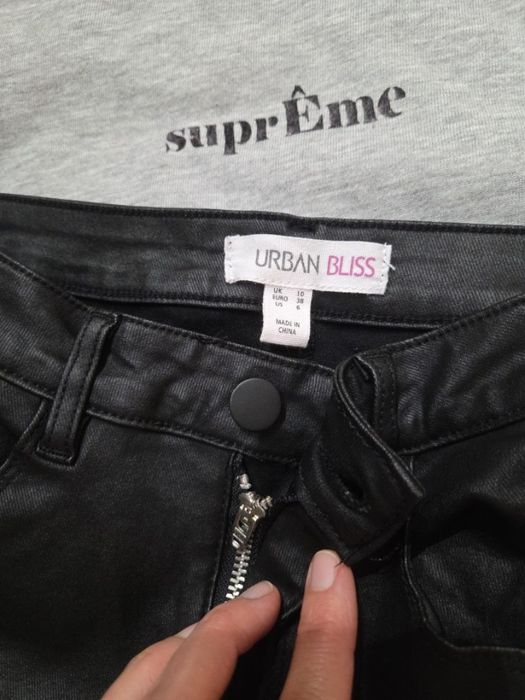 suprÊme
URBAN BLISS
UK 10
EURO 38
US 6
MADE IN
CHINA